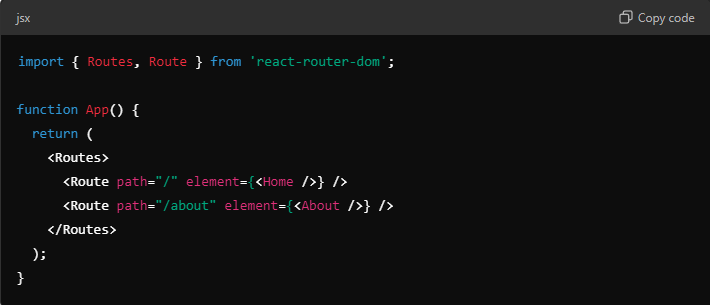 jsx
Copy code
import { Routes, Route } from 'react-router-dom';
function App() {
  return (
    <Routes>
      <Route path="/" element={<Home />} />
      <Route path="/about" element={<About />} />
    </Routes>
  );
}